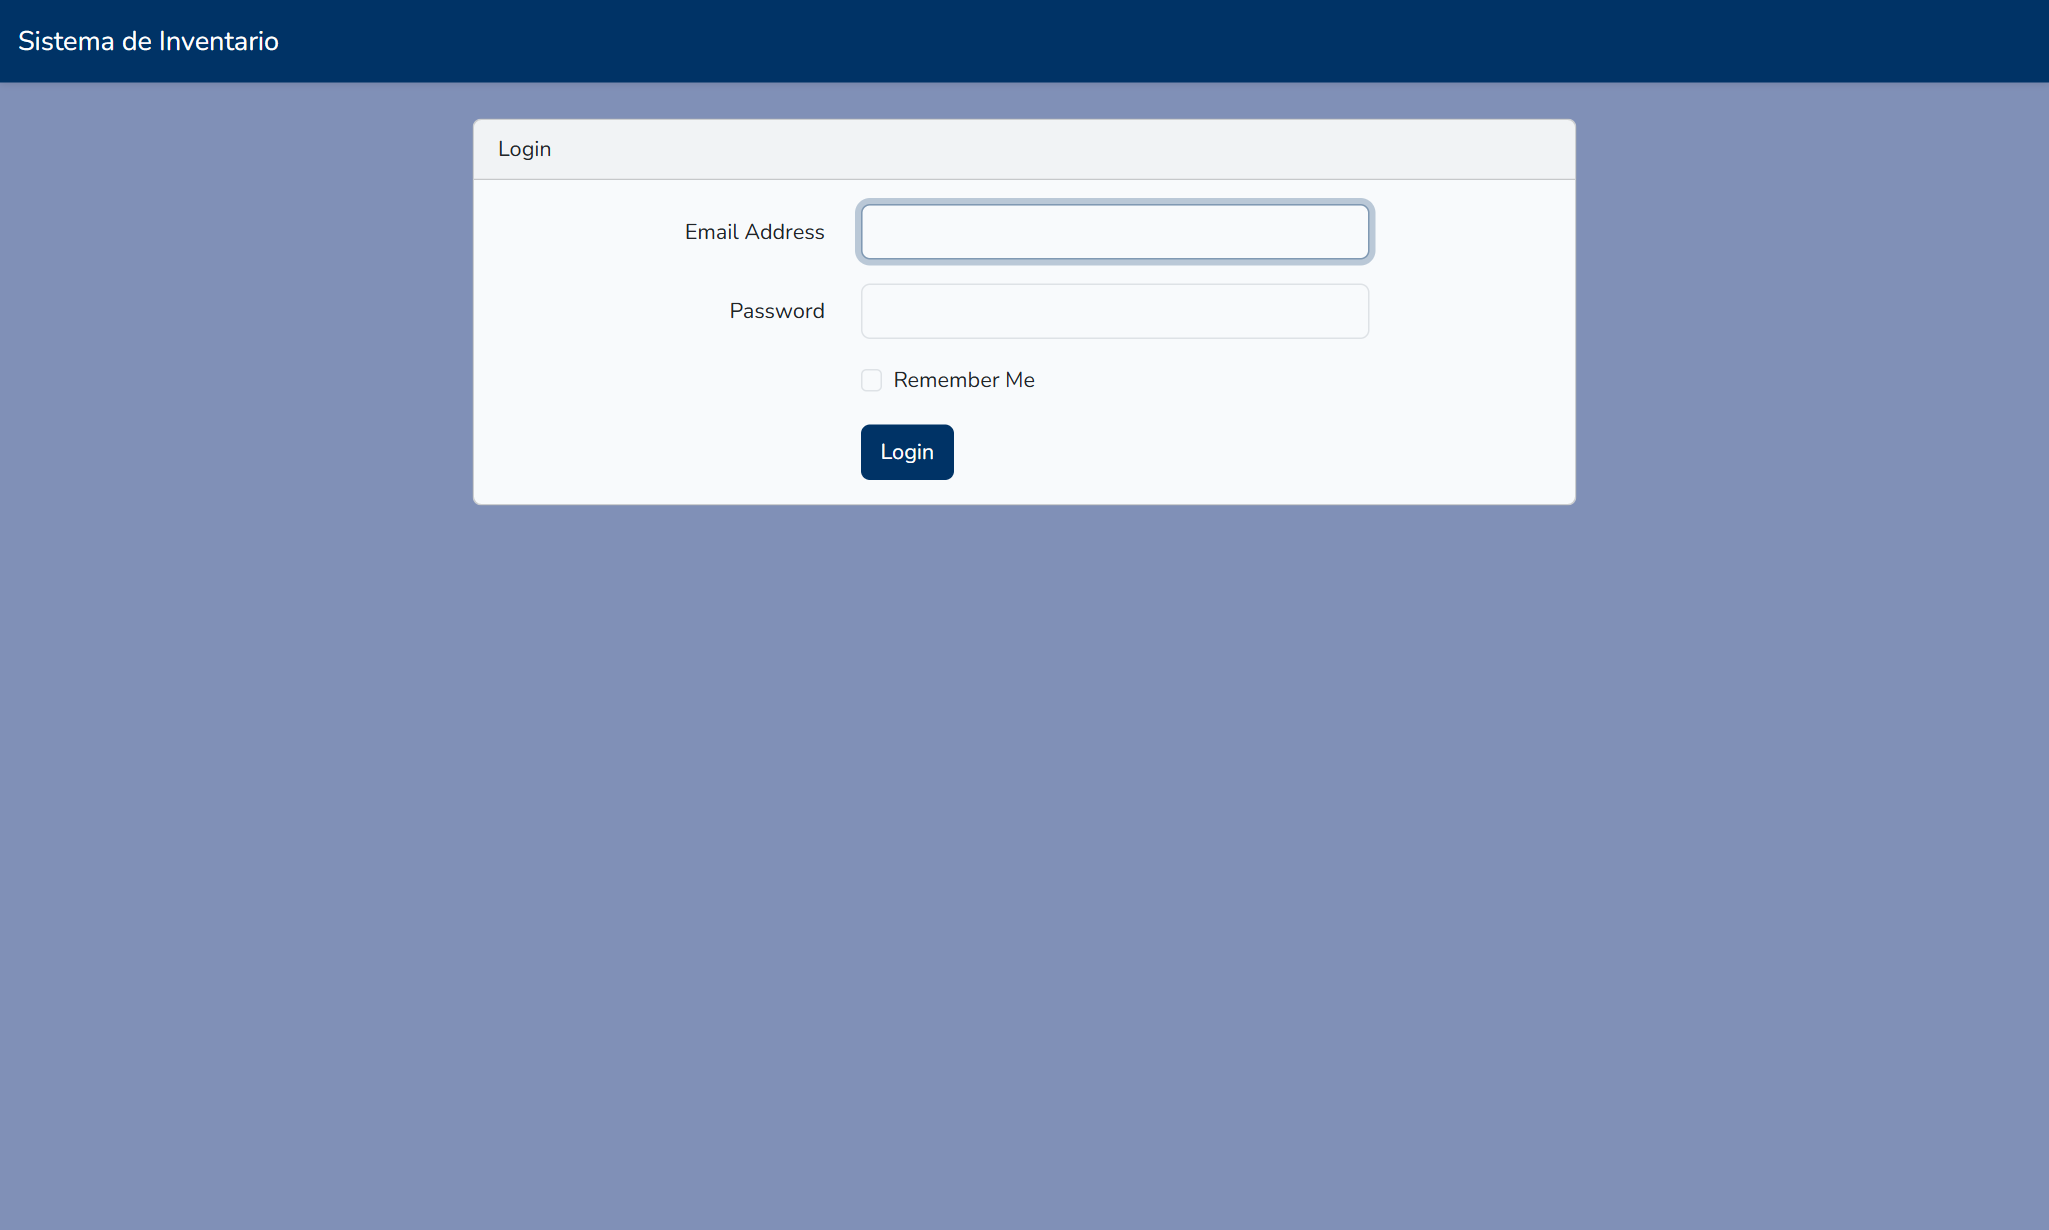 Sistema de Inventario
Login
Email Address
Password
Remember Me
Login